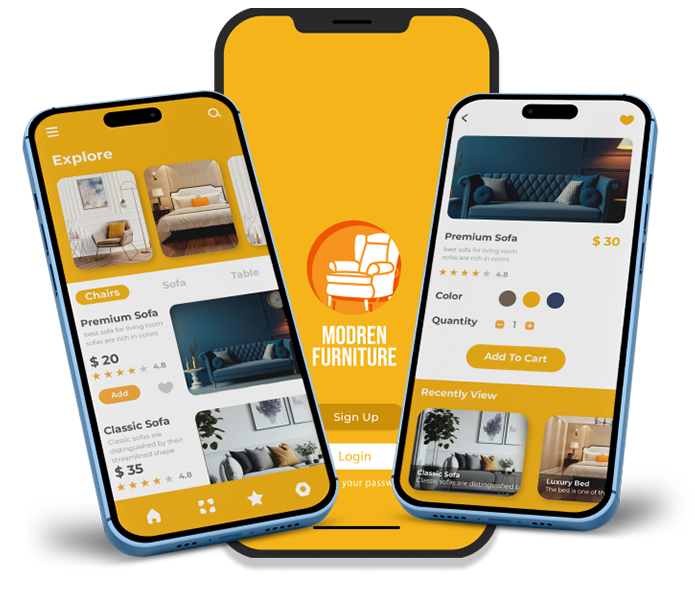 Explore
Chairs
Sofa
Table
Premium Sofa
best sofa for living room
sofas are rich in colors
$ 20
4.8
Add
Classic Sofa
Classic sofas are
distinguished by their
streamlined shape
$ 35
4.8
MODREN
FURNITURE
Sign Up
Login
your passw
Premium Sofa
$ 30
best sofa for living room
sofas are rich in colors
4.8
Color
Quantity
1
Add To Cart
Recently View
Classic Sofa
Classic sofas are distinguished b
Luxury Bed
The bed is one of th